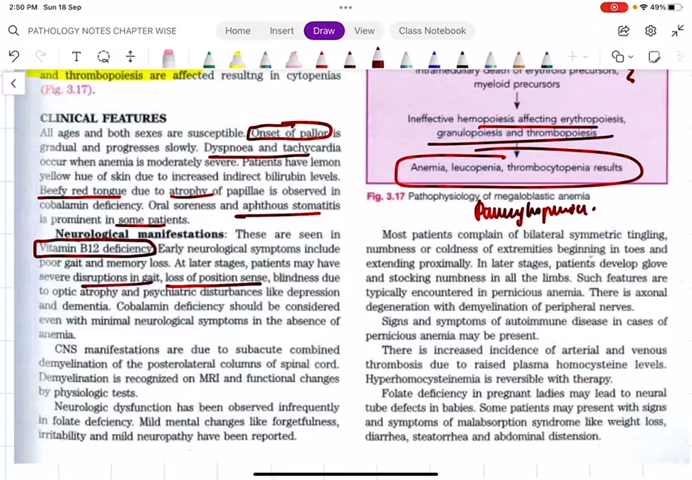 2:50 PM Sun 18 Sep
49%
PATHOLOGY NOTES CHAPTER WISE
Home Insert Draw View Class Notebook
and thrombopoiesis are affected resultng in cytopenias
(Fig. 3.17).
CLINICAL FEATURES
All ages and both sexes are susceptible. Onset of pallor is
gradual and progresses slowly. Dyspnoea and tachycardia
occur when anemia is moderately severe. Patients have lemon
yellow hue of skin due to increased indirect bilirubin levels.
Beefy red tongue due to atrophy of papillae is observed in
cobalamin deficiency. Oral soreness and aphthous stomatitis
is prominent in some patients.
Neurological manifestations: These are seen in
Vitamin B12 deficiency. Early neurological symptoms include
poor gait and memory loss. At later stages, patients may have
severe disruptions in gait, loss of position sense, blindness due
to optic atrophy and psychiatric disturbances like depression
and dementia. Cobalamin deficiency should be considered
even with minimal neurological symptoms in the absence of
anemia.
CNS manifestations are due to subacute combined
demyelination of the posterolateral columns of spinal cord.
Demyelination is recognized on MRI and functional changes
by physiologic tests.
Neurologic dysfunction has been observed infrequently
in folate defciency. Mild mental changes like forgetfulness,
irritability and mild neuropathy have been reported.
Intramedullary death of erythroid precursors,
myeloid precursors
Ineffective hemopoiesis affecting erythropoiesis,
granulopoiesis and thrombopoiesis
Anemia, leucopenia, thrombocytopenia results
Fig. 3.17 Pathophysiology of megaloblastic anemia
Most patients complain of bilateral symmetric tingling,
numbness or coldness of extremities beginning in toes and
extending proximally. In later stages, patients develop glove
and stocking numbness in all the limbs. Such features are
typically encountered in pernicious anemia. There is axonal
degeneration with demyelination of peripheral nerves.
Signs and symptoms of autoimmune disease in cases of
pernicious anemia may be present.
There is increased incidence of arterial and venous
thrombosis due to raised plasma homocysteine levels.
Hyperhomocysteinemia is reversible with therapy.
Folate deficiency in pregnant ladies may lead to neural
tube defects in babies. Some patients may present with signs
and symptoms of malabsorption syndrome like weight loss,
diarrhea, steatorrhea and abdominal distension.